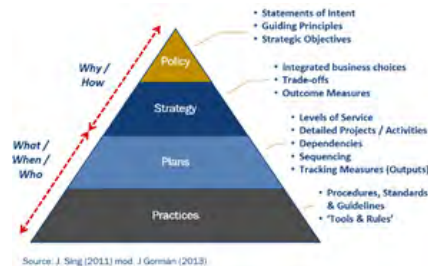 • Statements of Intent
• Guiding Principles
• Strategic Objectives
Why /
How
Policy
• Integrated business choices
• Trade-offs
• Outcome Measures
Strategy
• Levels of Service
• Detailed Projects / Activities
• Dependencies
• Sequencing
• Tracking Measures (Outputs)
What /
When /
Who
Plans
• Procedures, Standards
& Guidelines
• 'Tools & Rules'
Practices
Source: J. Sing (2011) mod. J Gorman (2013)